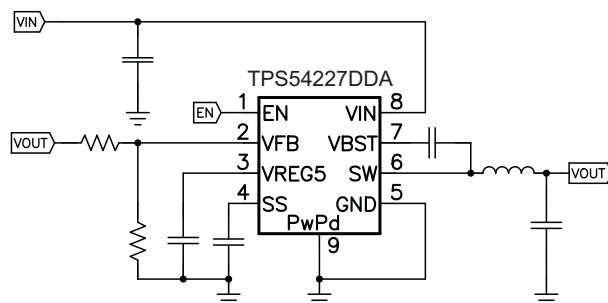 VIN
TPS54227DDA
EN
1 EN VIN 8
VOUT
2 VFB VBST 7
3 VREG5 SW 6
VOUT
4 SS GND 5
PwPd
9